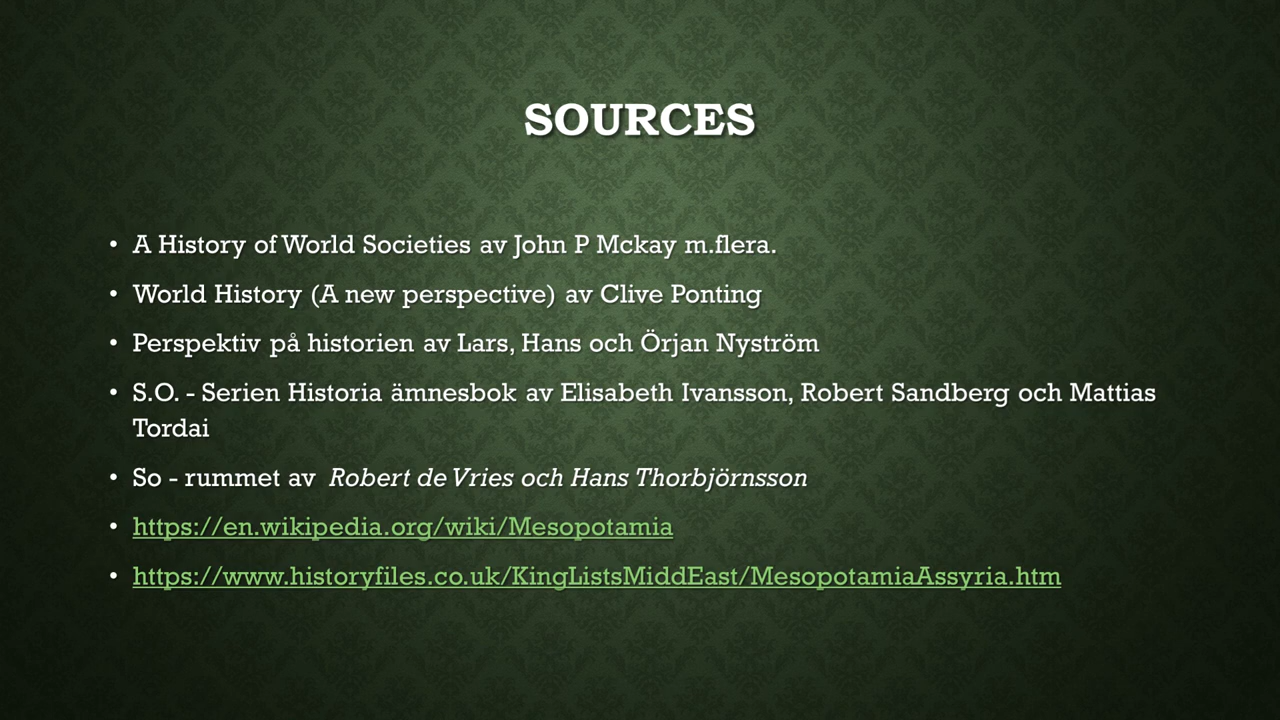 SOURCES
• A History of World Societies av John P Mckay m.flera.
• World History (A new perspective) av Clive Ponting
• Perspektiv på historien av Lars, Hans och Örjan Nyström
• S.O. - Serien Historia ämnesbok av Elisabeth Ivansson, Robert Sandberg och Mattias
Tordai
• So - rummet av Robert de Vries och Hans Thorbjörnsson
• https://en.wikipedia.org/wiki/Mesopotamia
• https://www.historyfiles.co.uk/KingListsMiddEast/MesopotamiaAssyria.htm